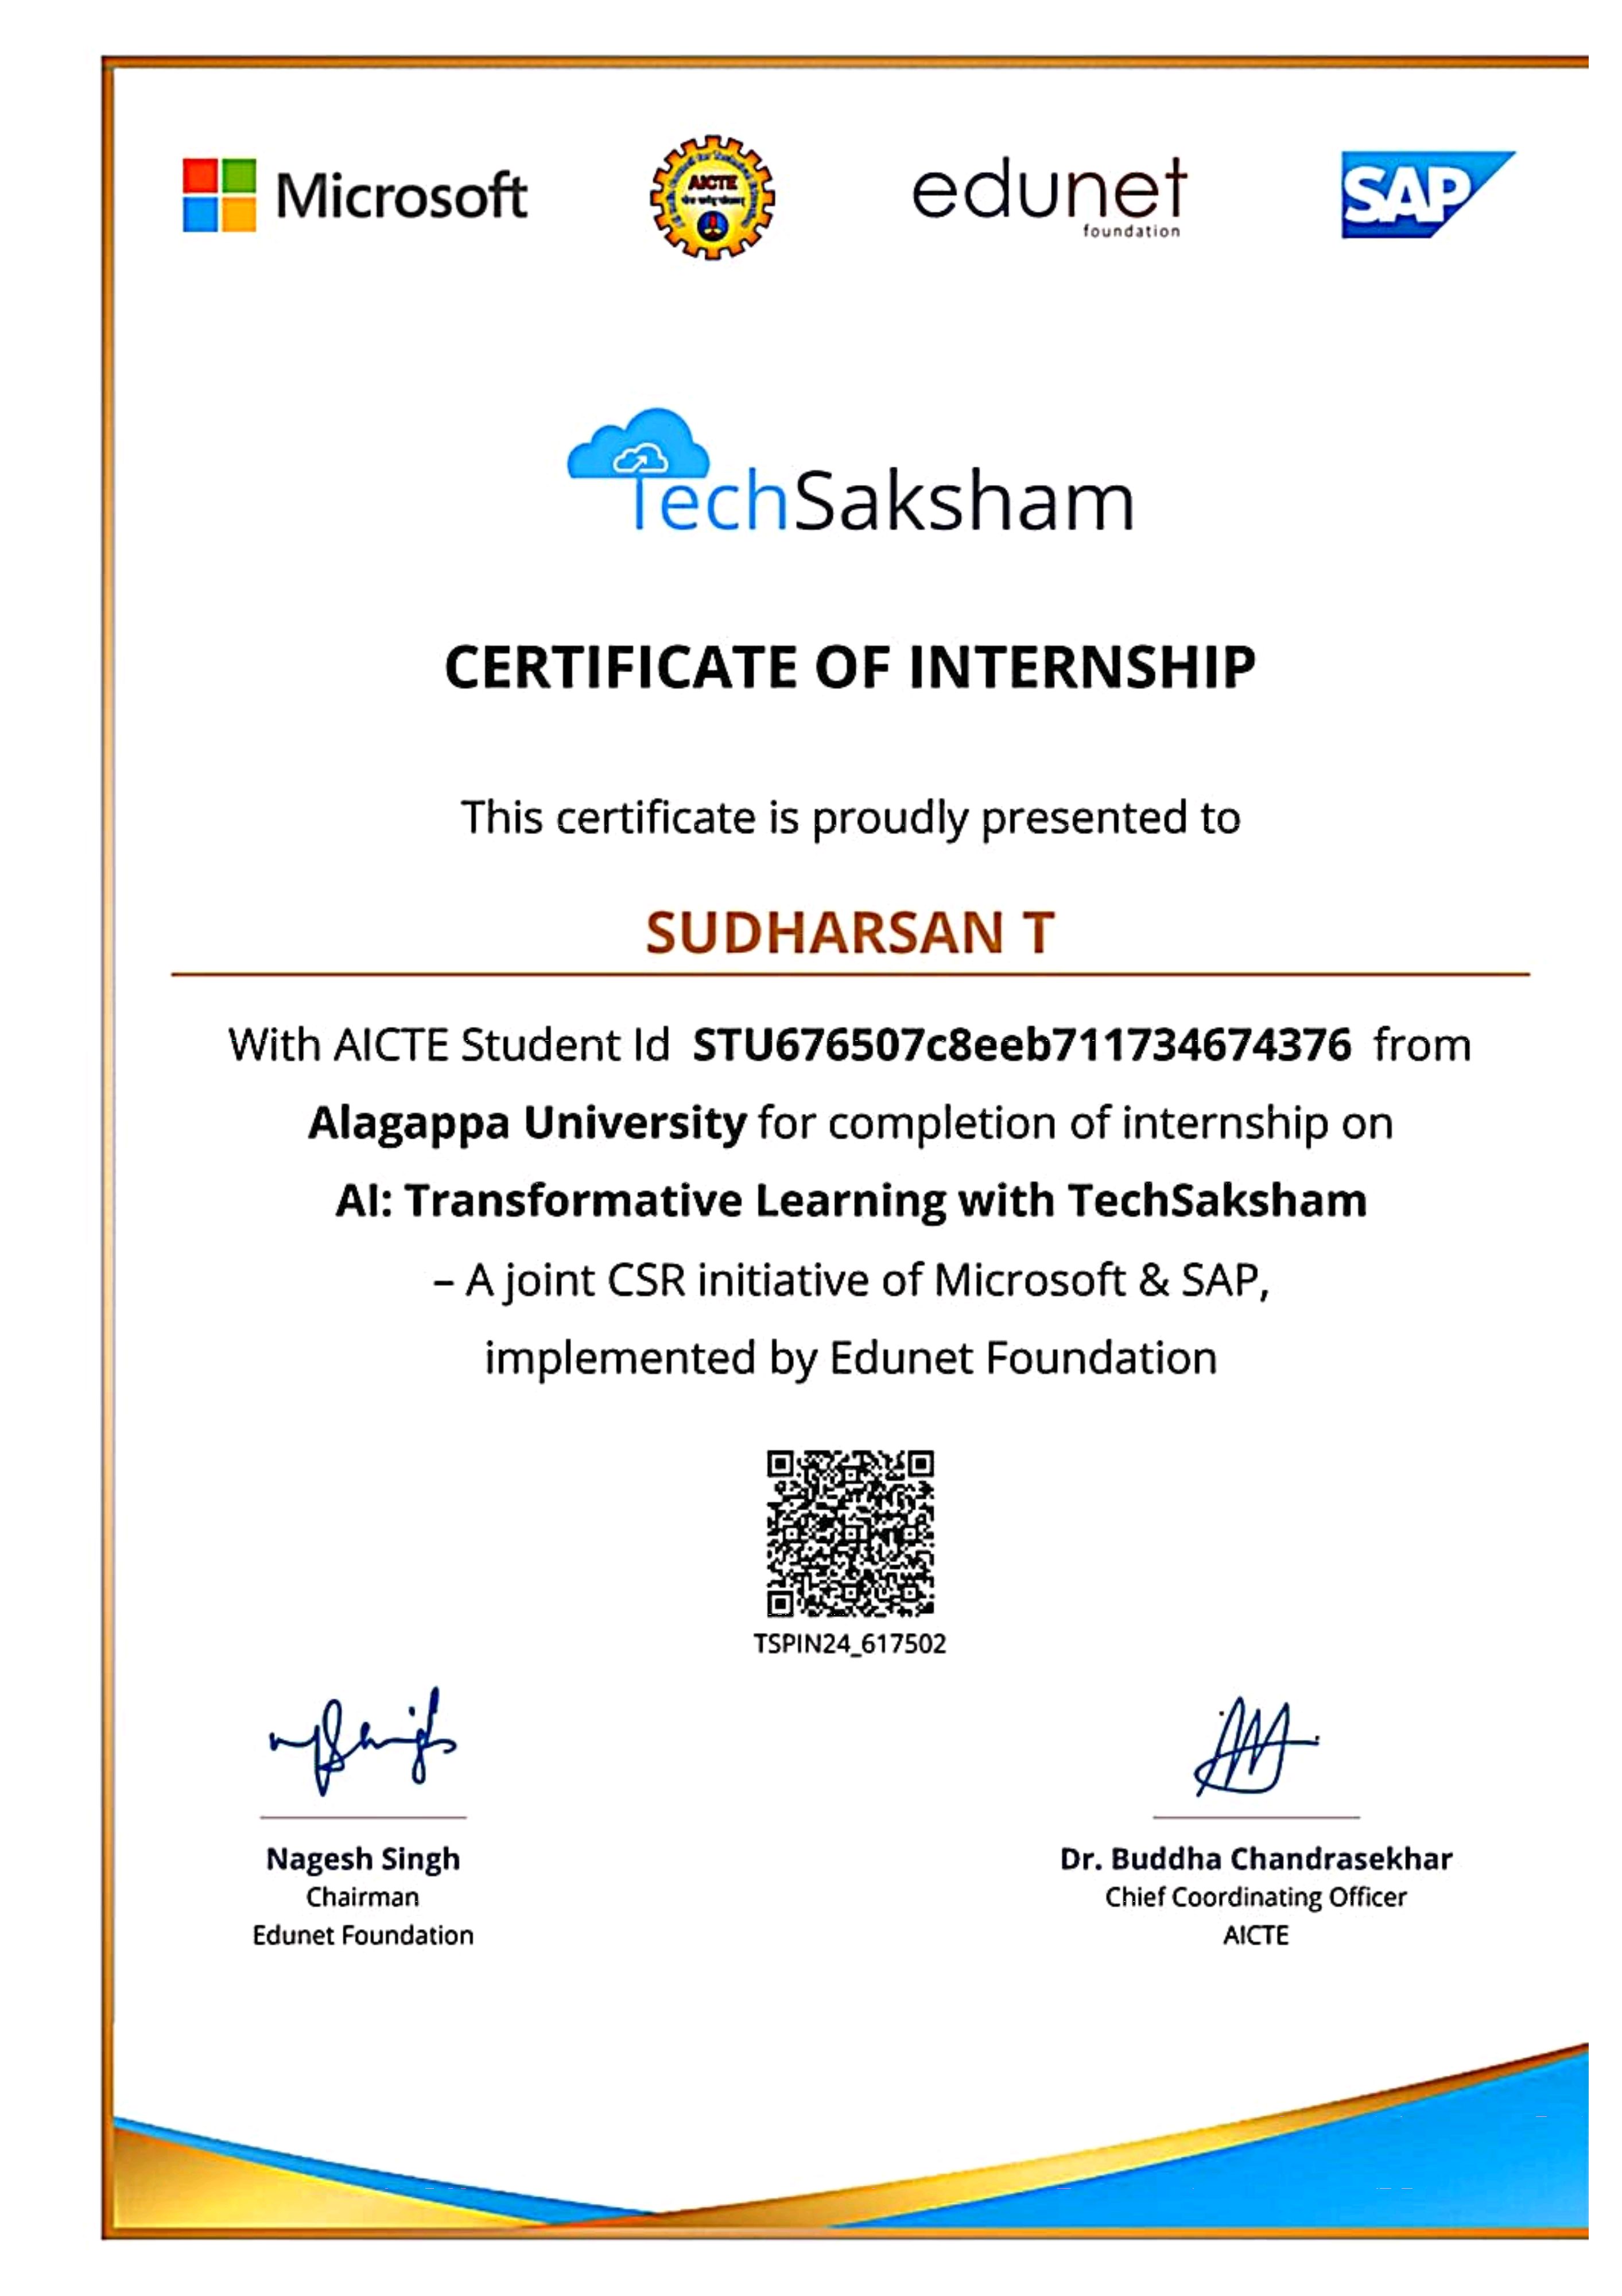 Microsoft
AICTE
edunet
foundation
SAP
TechSaksham
CERTIFICATE OF INTERNSHIP
This certificate is proudly presented to
SUDHARSAN T
With AICTE Student Id STU676507c8eeb711734674376 from
Alagappa University for completion of internship on
AI: Transformative Learning with TechSaksham
– A joint CSR initiative of Microsoft & SAP,
implemented by Edunet Foundation
TSPIN24_617502
Nagesh Singh
Chairman
Edunet Foundation
Dr. Buddha Chandrasekhar
Chief Coordinating Officer
AICTE